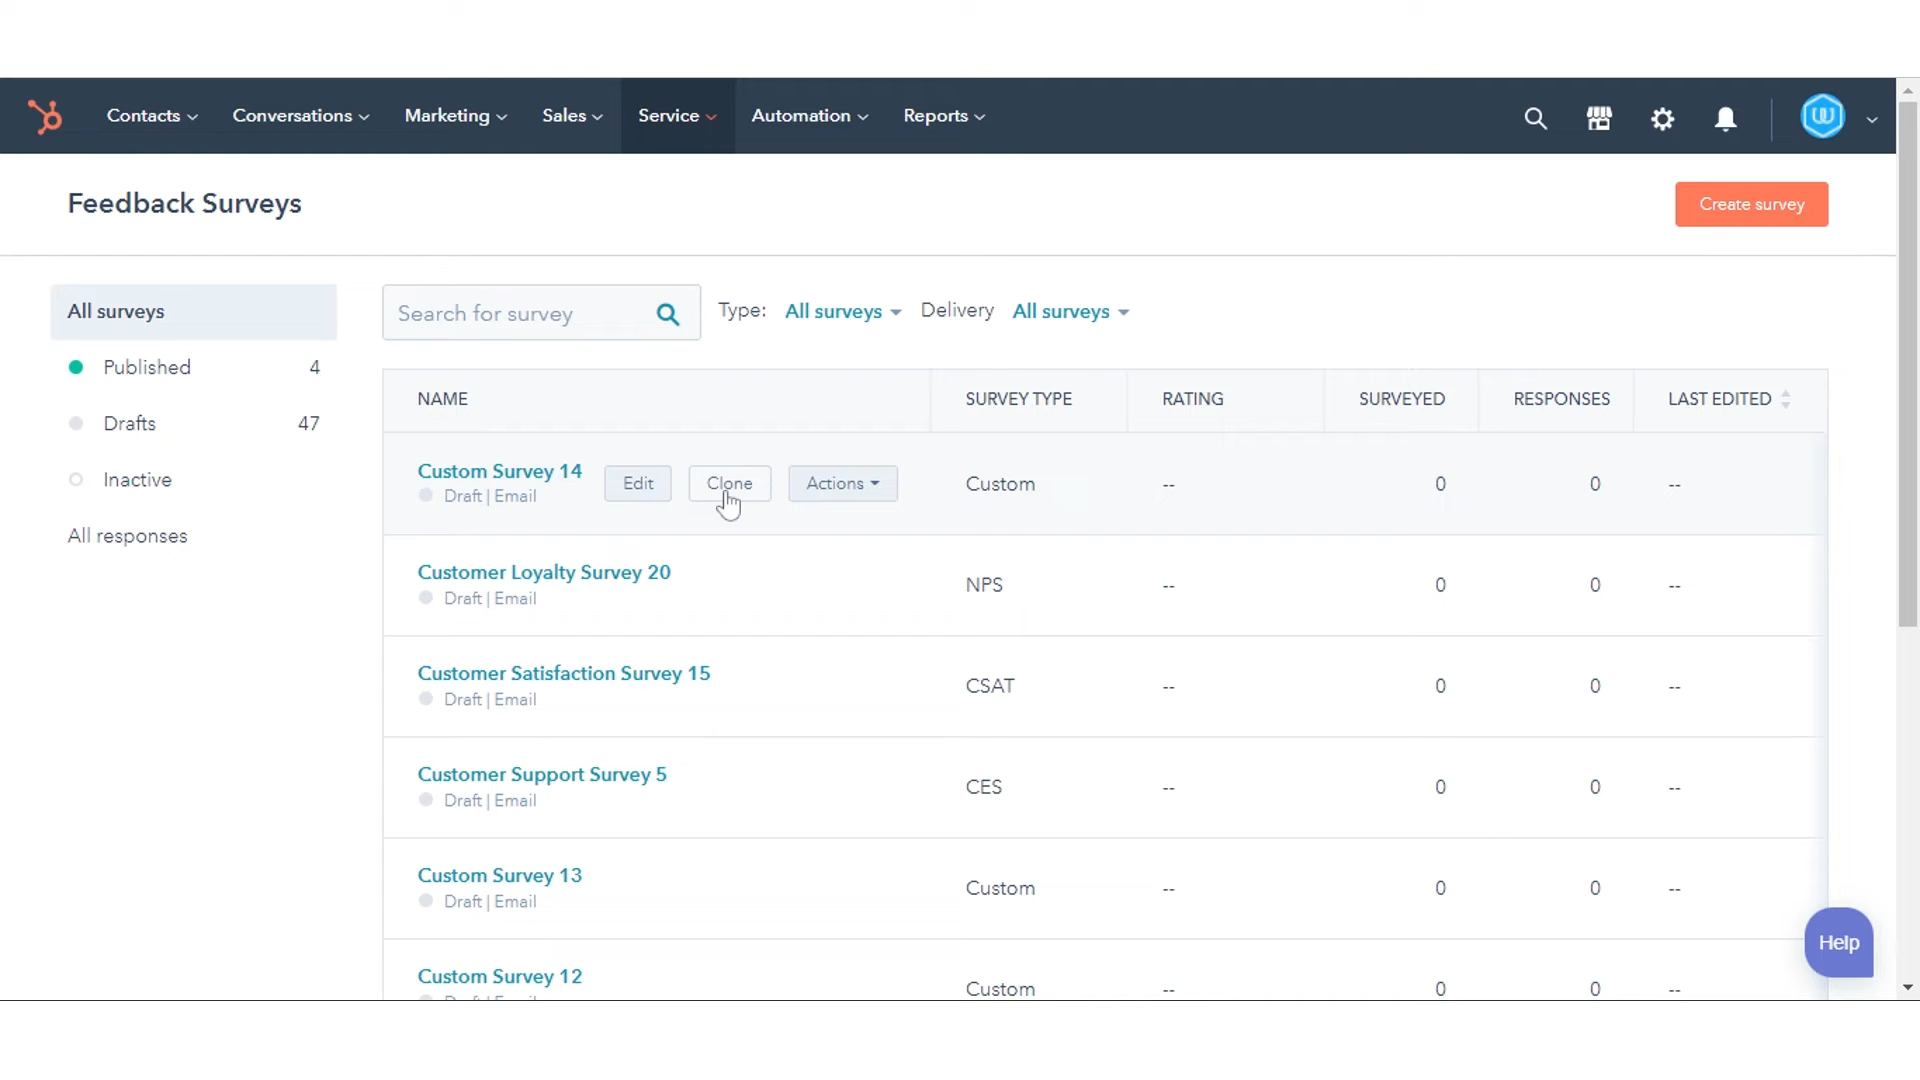 Contacts Conversations Marketing Sales Service Automation Reports
Feedback Surveys
Create survey
All surveys
Published 4
Drafts 47
Inactive
All responses
Search for survey Type: All surveys Delivery All surveys
NAME SURVEY TYPE RATING SURVEYED RESPONSES LAST EDITED
Custom Survey 14 Edit Clone Actions Custom -- 0 0 --
Draft | Email
Customer Loyalty Survey 20 NPS -- 0 0 --
Draft | Email
Customer Satisfaction Survey 15 CSAT -- 0 0 --
Draft | Email
Customer Support Survey 5 CES -- 0 0 --
Draft | Email
Custom Survey 13 Custom -- 0 0 --
Draft | Email
Custom Survey 12 Custom -- 0 0 --
Help